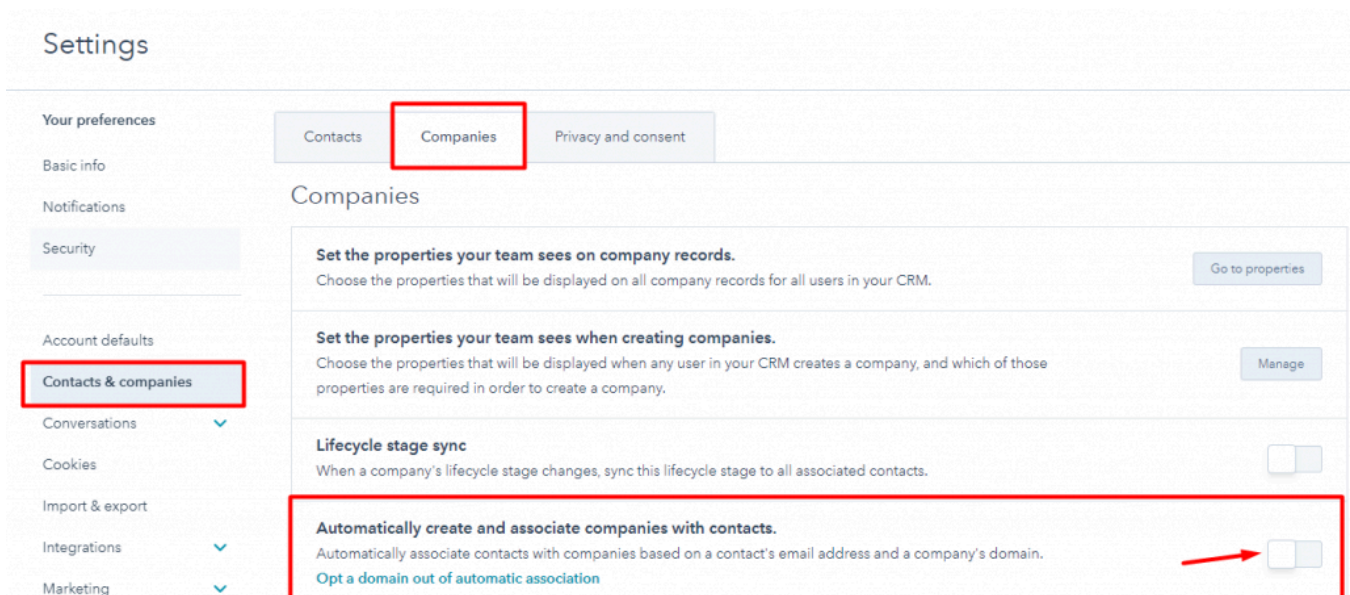 Settings
Your preferences
Basic info
Notifications
Security
Account defaults
Contacts & companies
Conversations
Cookies
Import & export
Integrations
Marketing
Contacts
Companies
Privacy and consent
Companies
Set the properties your team sees on company records.
Choose the properties that will be displayed on all company records for all users in your CRM.
Go to properties
Set the properties your team sees when creating companies.
Choose the properties that will be displayed when any user in your CRM creates a company, and which of those
properties are required in order to create a company.
Manage
Lifecycle stage sync
When a company's lifecycle stage changes, sync this lifecycle stage to all associated contacts.
Automatically create and associate companies with contacts.
Automatically associate contacts with companies based on a contact's email address and a company's domain.
Opt a domain out of automatic association